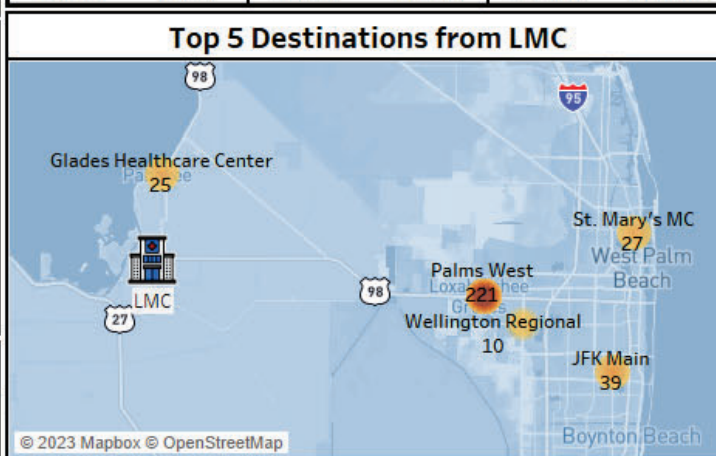 Top 5 Destinations from LMC
98
95
Glades Healthcare Center
25
St. Mary's MC
27
West Palm
Beach
Palms West
221
98
LMC
27
Wellington Regional
10
JFK Main
39
Boynton Beach
© 2023 Mapbox © OpenStreetMap